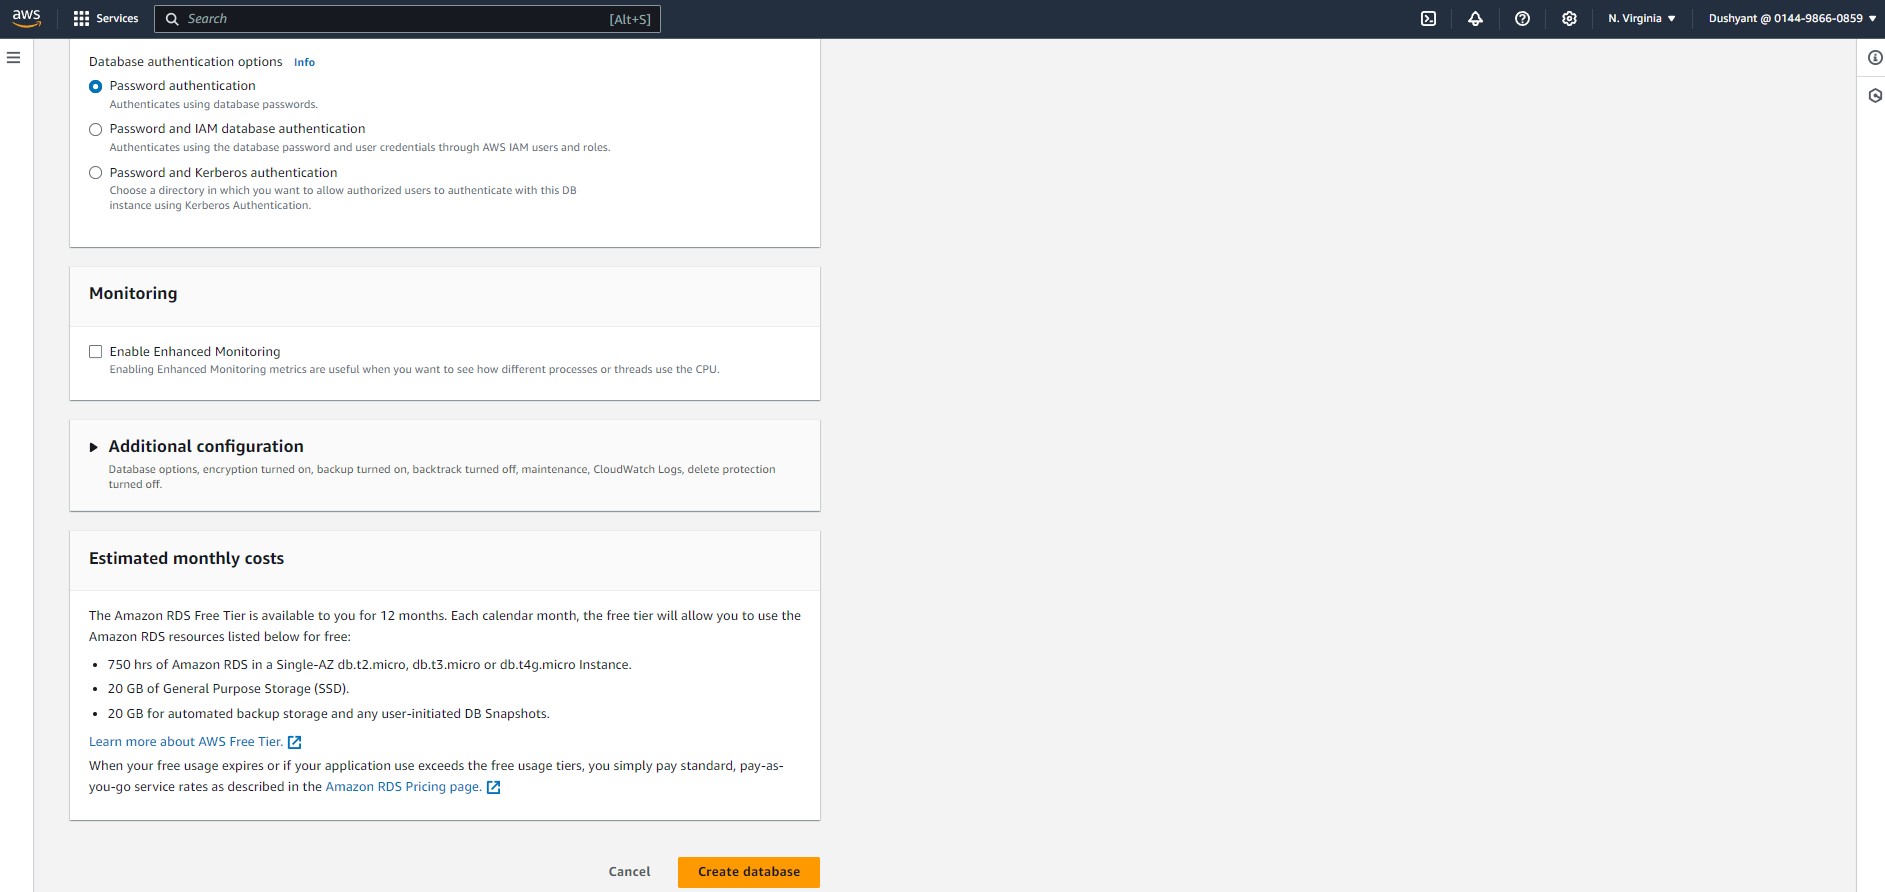 aws
Services
Search
[Alt+S]
N. Virginia
Dushyant @ 0144-9866-0859
Database authentication options Info
Password authentication
Authenticates using database passwords.
Password and IAM database authentication
Authenticates using the database password and user credentials through AWS IAM users and roles.
Password and Kerberos authentication
Choose a directory in which you want to allow authorized users to authenticate with this DB
instance using Kerberos Authentication.
Monitoring
Enable Enhanced Monitoring
Enabling Enhanced Monitoring metrics are useful when you want to see how different processes or threads use the CPU.
Additional configuration
Database options, encryption turned on, backup turned on, backtrack turned off, maintenance, CloudWatch Logs, delete protection
turned off.
Estimated monthly costs
The Amazon RDS Free Tier is available to you for 12 months. Each calendar month, the free tier will allow you to use the
Amazon RDS resources listed below for free:
• 750 hrs of Amazon RDS in a Single-AZ db.t2.micro, db.t3.micro or db.t4g.micro Instance.
• 20 GB of General Purpose Storage (SSD).
• 20 GB for automated backup storage and any user-initiated DB Snapshots.
Learn more about AWS Free Tier.
When your free usage expires or if your application use exceeds the free usage tiers, you simply pay standard, pay-as-
you-go service rates as described in the Amazon RDS Pricing page.
Cancel
Create database